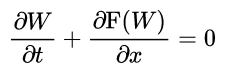 ∂W/∂t + ∂F(W)/∂x = 0